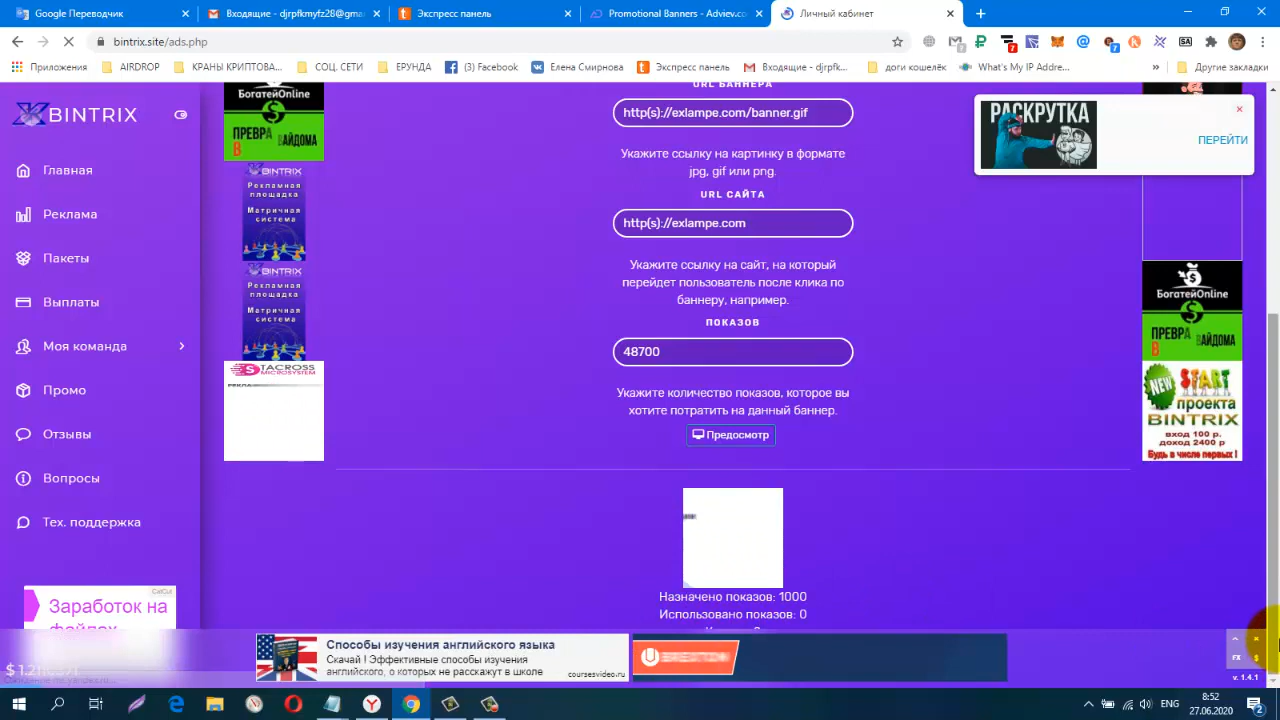 Google Переводчик
Входящие - djrpfkmyfz28@gma
Экспресс панель
Promotional Banners - Adviev.co
Личный кабинет
bintrix.site/ads.php
Приложения
AIRDROP
КРАНЫ КРИПТОВА...
СОЦ. СЕТИ
ЕРУНДА
(3) Facebook
Елена Смирнова
Экспресс панель
Входящие - djrpfk...
доги кошелёк
What's My IP Addre...
»
Другие закладки
BINTRIX
Главная
Реклама
Пакеты
Выплаты
Моя команда
Промо
Отзывы
Вопросы
Тех. поддержка
CatCut
Заработок на
файлах
БогатейOnline
ПРЕВРА ВАЙДОМА
В
BINTRIX
Рекламная
площадка
Матричная
система
BINTRIX
Рекламная
площадка
Матричная
система
STACROSS
MICROSYSTEM
URL БАННЕРА
http(s)://exlampe.com/banner.gif
Укажите ссылку на картинку в формате
jpg, gif или png.
URL САЙТА
http(s)://exlampe.com
Укажите ссылку на сайт, на который
перейдет пользователь после клика по
баннеру, например.
ПОКАЗОВ
48700
Укажите количество показов, которое вы
хотите потратить на данный баннер.
Предосмотр
Назначено показов: 1000
Использовано показов: 0
РАСКРУТКА
ПЕРЕЙТИ
БогатейOnline
ПРЕВРА ВАЙДОМА
В
NEW START
проекта
BINTRIX
вход 100 р.
доход 2400 р
Будь в числе первых !
Способы изучения английского языка
Скачай ! Эффективные способы изучения
английского, о которых не расскажут в школе
coursesvideo.ru
FX
$
v. 1.4.1
ENG
8:52
27.06.2020